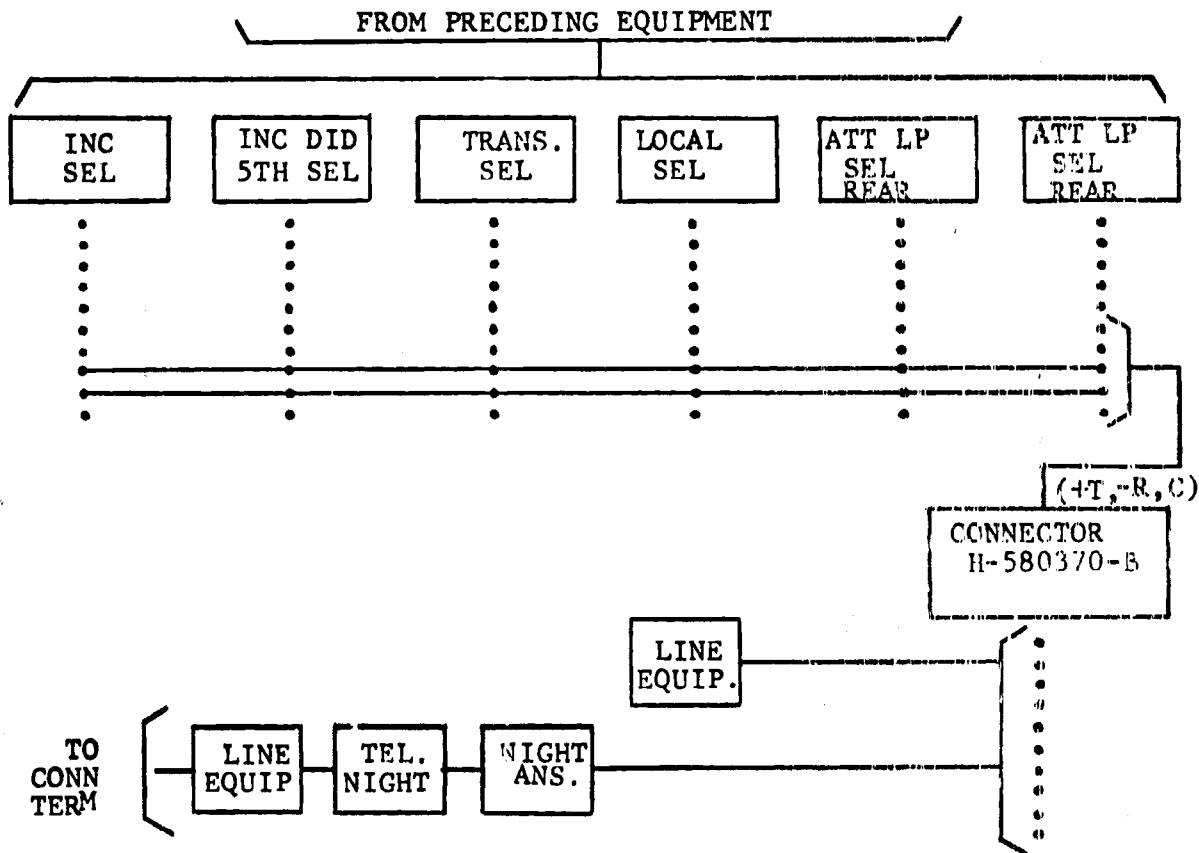 FROM PRECEDING EQUIPMENT
INC
SEL
INC DID
5TH SEL
TRANS.
SEL
LOCAL
SEL
ATT LP
SEL
REAR
ATT LP
SEL
REAR
(+T,-R,C)
CONNECTOR
H-580370-B
LINE
EQUIP.
TO
CONN
TERM
LINE
EQUIP
TEL.
NIGHT
NIGHT
ANS.